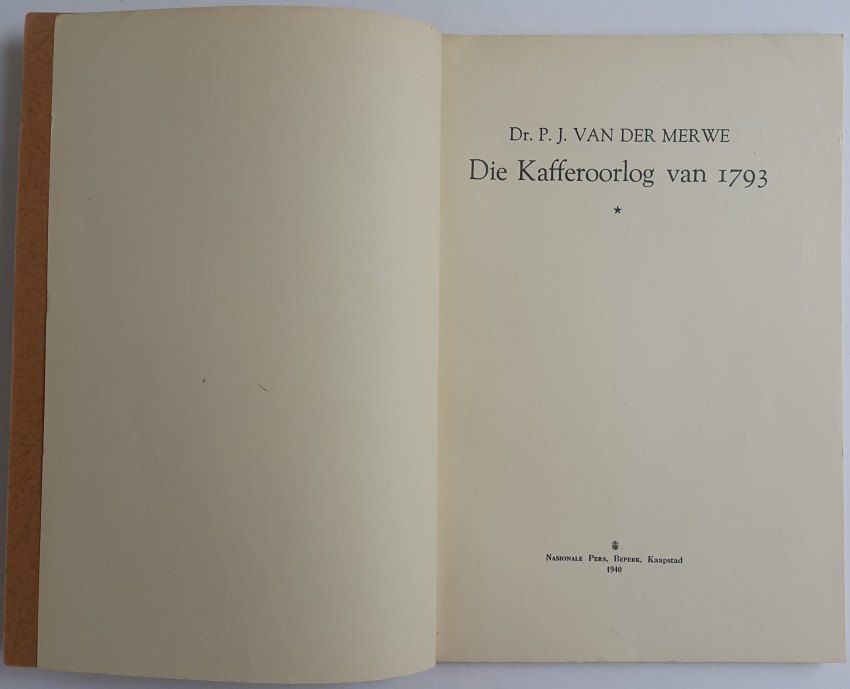 Dr. P. J. VAN DER MERWE
Die Kafferoorlog van 1793
★
NASIONALE PERS, BEPERK, Kaapstad
1940